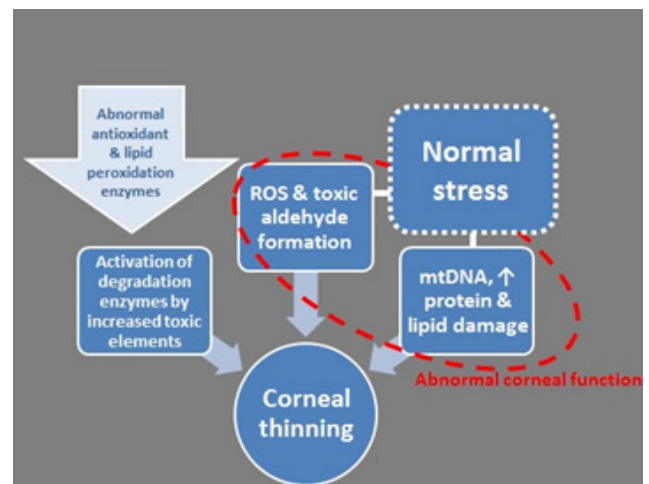 Abnormal
antioxidant
& lipid
peroxidation
enzymes
Normal
stress
ROS & toxic
aldehyde
formation
Activation of
degradation
enzymes by
increased toxic
elements
mtDNA, ↑
protein &
lipid damage
Abnormal corneal function
Corneal
thinning